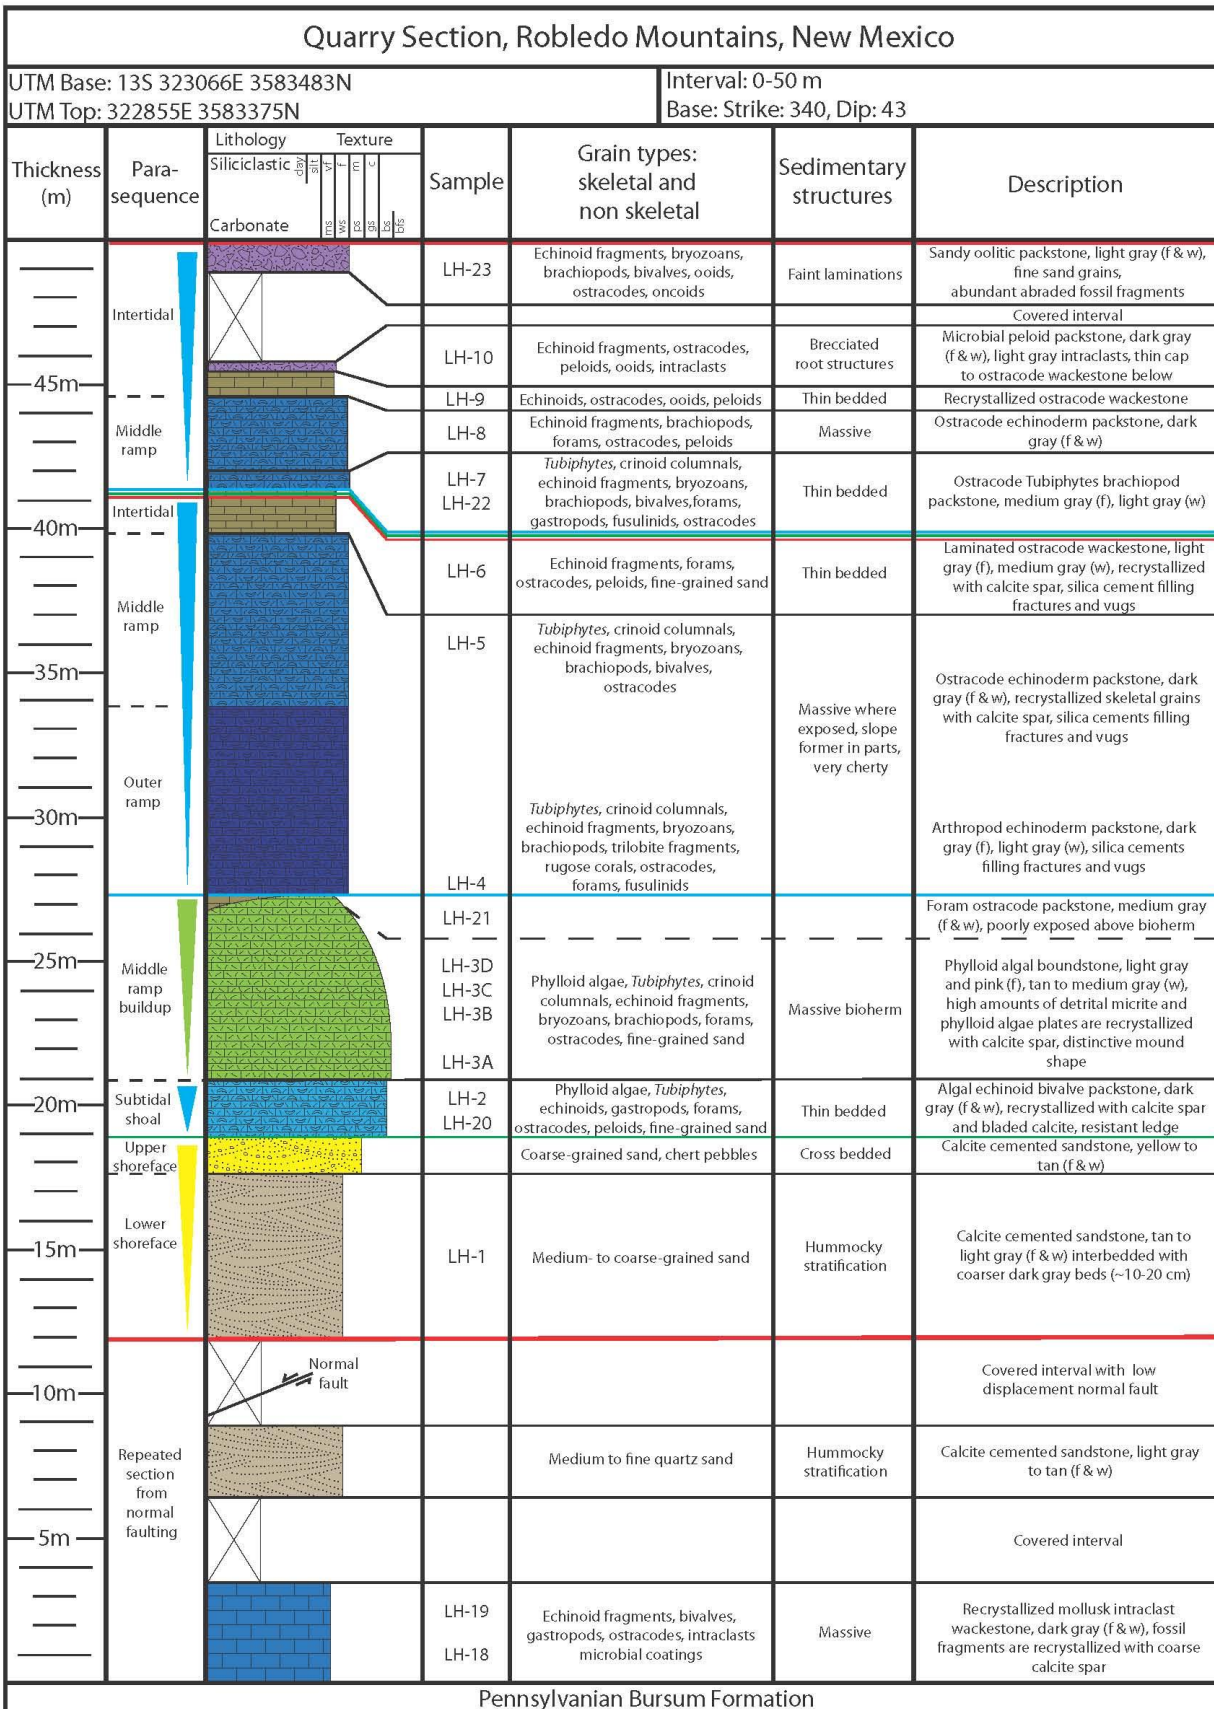 Quarry Section, Robledo Mountains, New Mexico
UTM Base: 13S 323066E 3583483N
UTM Top: 322855E 3583375N
Interval: 0-50 m
Base: Strike: 340, Dip: 43
Thickness
(m)
Para-
sequence
Lithology Texture
Siliciclastic
clay
silt
vf
f
m
c
Carbonate
ms
ws
ps
gs
bs
bfs
Sample
Grain types:
skeletal and
non skeletal
Sedimentary
structures
Description
Intertidal
LH-23
Echinoid fragments, bryozoans,
brachiopods, bivalves, ooids,
ostracodes, oncoids
Faint laminations
Sandy oolitic packstone, light gray (f & w),
fine sand grains,
abundant abraded fossil fragments
Covered interval
LH-10
Echinoid fragments, ostracodes,
peloids, ooids, intraclasts
Brecciated
root structures
Microbial peloid packstone, dark gray
(f & w), light gray intraclasts, thin cap
to ostracode wackestone below
45m
LH-9
Echinoids, ostracodes, ooids, peloids
Thin bedded
Recrystallized ostracode wackestone
Middle
ramp
LH-8
Echinoid fragments, brachiopods,
forams, ostracodes, peloids
Massive
Ostracode echinoderm packstone, dark
gray (f & w)
LH-7
LH-22
Tubiphytes, crinoid columnals,
echinoid fragments, bryozoans,
brachiopods, bivalves,forams,
gastropods, fusulinids, ostracodes
Thin bedded
Ostracode Tubiphytes brachiopod
packstone, medium gray (f), light gray (w)
Intertidal
40m
LH-6
Echinoid fragments, forams,
ostracodes, peloids, fine-grained sand
Thin bedded
Laminated ostracode wackestone, light
gray (f), medium gray (w), recrystallized
with calcite spar, silica cement filling
fractures and vugs
Middle
ramp
35m
LH-5
Tubiphytes, crinoid columnals,
echinoid fragments, bryozoans,
brachiopods, bivalves,
ostracodes
Massive where
exposed, slope
former in parts,
very cherty
Ostracode echinoderm packstone, dark
gray (f & w), recrystallized skeletal grains
with calcite spar, silica cements filling
fractures and vugs
Outer
ramp
30m
LH-4
Tubiphytes, crinoid columnals,
echinoid fragments, bryozoans,
brachiopods, trilobite fragments,
rugose corals, ostracodes,
forams, fusulinids
Arthropod echinoderm packstone, dark
gray (f), light gray (w), silica cements
filling fractures and vugs
LH-21
Foram ostracode packstone, medium gray
(f & w), poorly exposed above bioherm
25m
Middle
ramp
buildup
LH-3D
LH-3C
LH-3B
LH-3A
Phylloid algae, Tubiphytes, crinoid
columnals, echinoid fragments,
bryozoans, brachiopods, forams,
ostracodes, fine-grained sand
Massive bioherm
Phylloid algal boundstone, light gray
and pink (f), tan to medium gray (w),
high amounts of detrital micrite and
phylloid algae plates are recrystallized
with calcite spar, distinctive mound
shape
20m
Subtidal
shoal
LH-2
LH-20
Phylloid algae, Tubiphytes,
echinoids, gastropods, forams,
ostracodes, peloids, fine-grained sand
Thin bedded
Algal echinoid bivalve packstone, dark
gray (f & w), recrystallized with calcite spar
and bladed calcite, resistant ledge
Upper
shoreface
Coarse-grained sand, chert pebbles
Cross bedded
Calcite cemented sandstone, yellow to
tan (f & w)
Lower
shoreface
15m
LH-1
Medium- to coarse-grained sand
Hummocky
stratification
Calcite cemented sandstone, tan to
light gray (f & w) interbedded with
coarser dark gray beds (~10-20 cm)
10m
Normal
fault
Covered interval with low
displacement normal fault
Repeated
section
from
normal
faulting
Medium to fine quartz sand
Hummocky
stratification
Calcite cemented sandstone, light gray
to tan (f & w)
5m
Covered interval
LH-19
LH-18
Echinoid fragments, bivalves,
gastropods, ostracodes, intraclasts
microbial coatings
Massive
Recrystallized mollusk intraclast
wackestone, dark gray (f & w), fossil
fragments are recrystallized with coarse
calcite spar
Pennsylvanian Bursum Formation